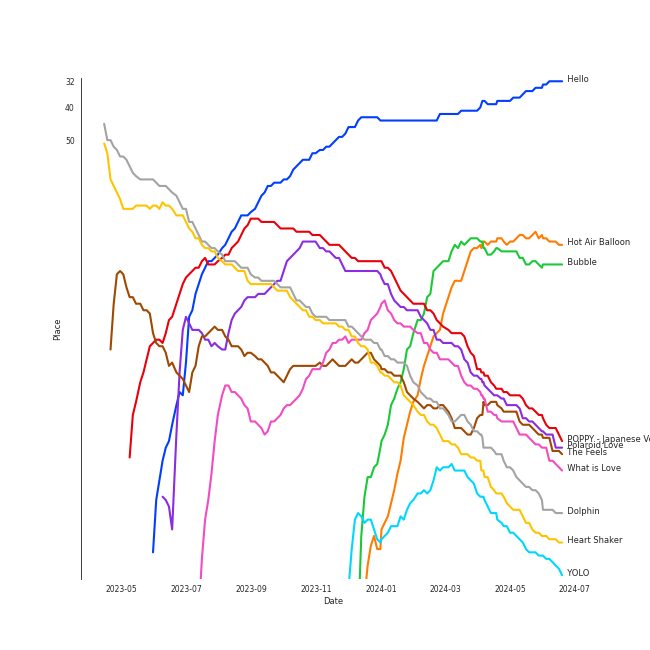 32
40
50
Place
Hello
Hot Air Balloon
Bubble
POPPY - Japanese Ve
Polaroid Love
The Feels
What is Love
Dolphin
Heart Shaker
YOLO
2023-05 2023-07 2023-09 2023-11 2024-01 2024-03 2024-05 2024-07
Date